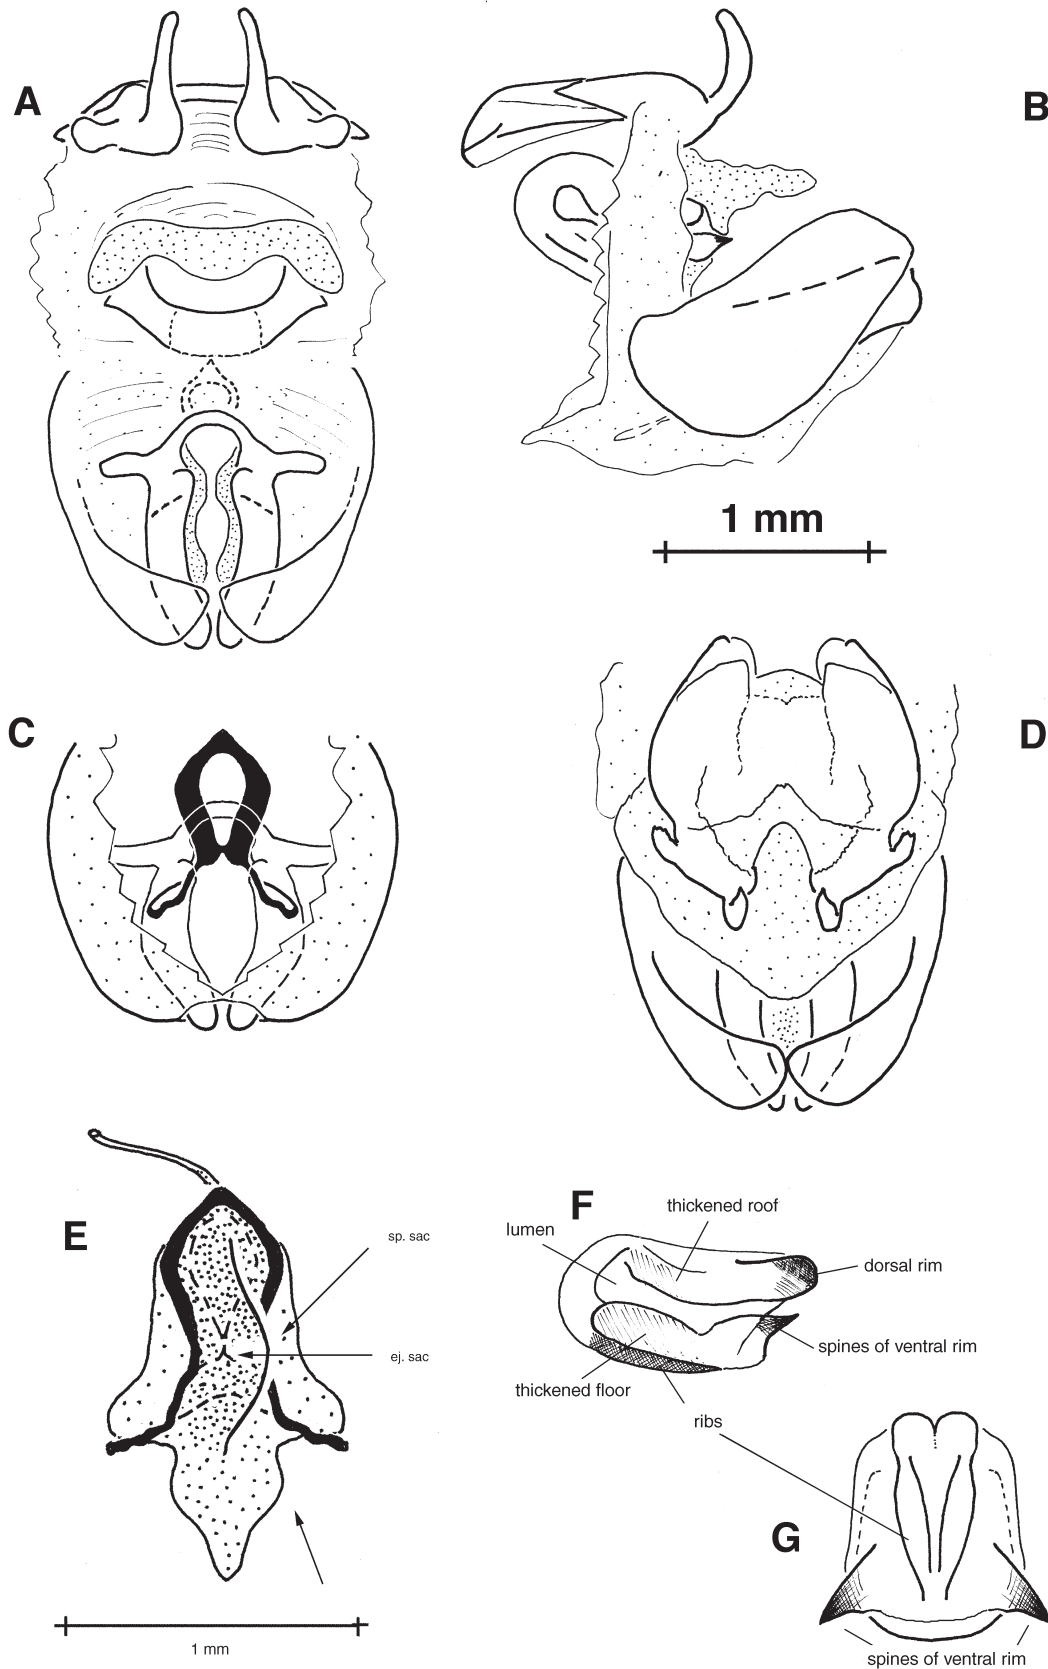 A
B
1 mm
C
D
E
sp. sac
ej. sac
1 mm
F
thickened roof
lumen
dorsal rim
spines of ventral rim
thickened floor
ribs
G
spines of ventral rim